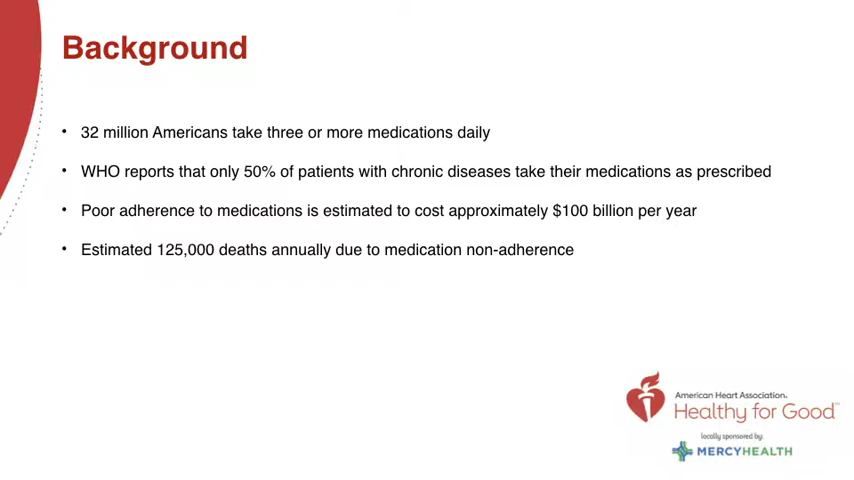 Background
• 32 million Americans take three or more medications daily
• WHO reports that only 50% of patients with chronic diseases take their medications as prescribed
• Poor adherence to medications is estimated to cost approximately $100 billion per year
• Estimated 125,000 deaths annually due to medication non-adherence
American Heart Association.
Healthy for Good™
locally sponsored by:
MERCYHEALTH